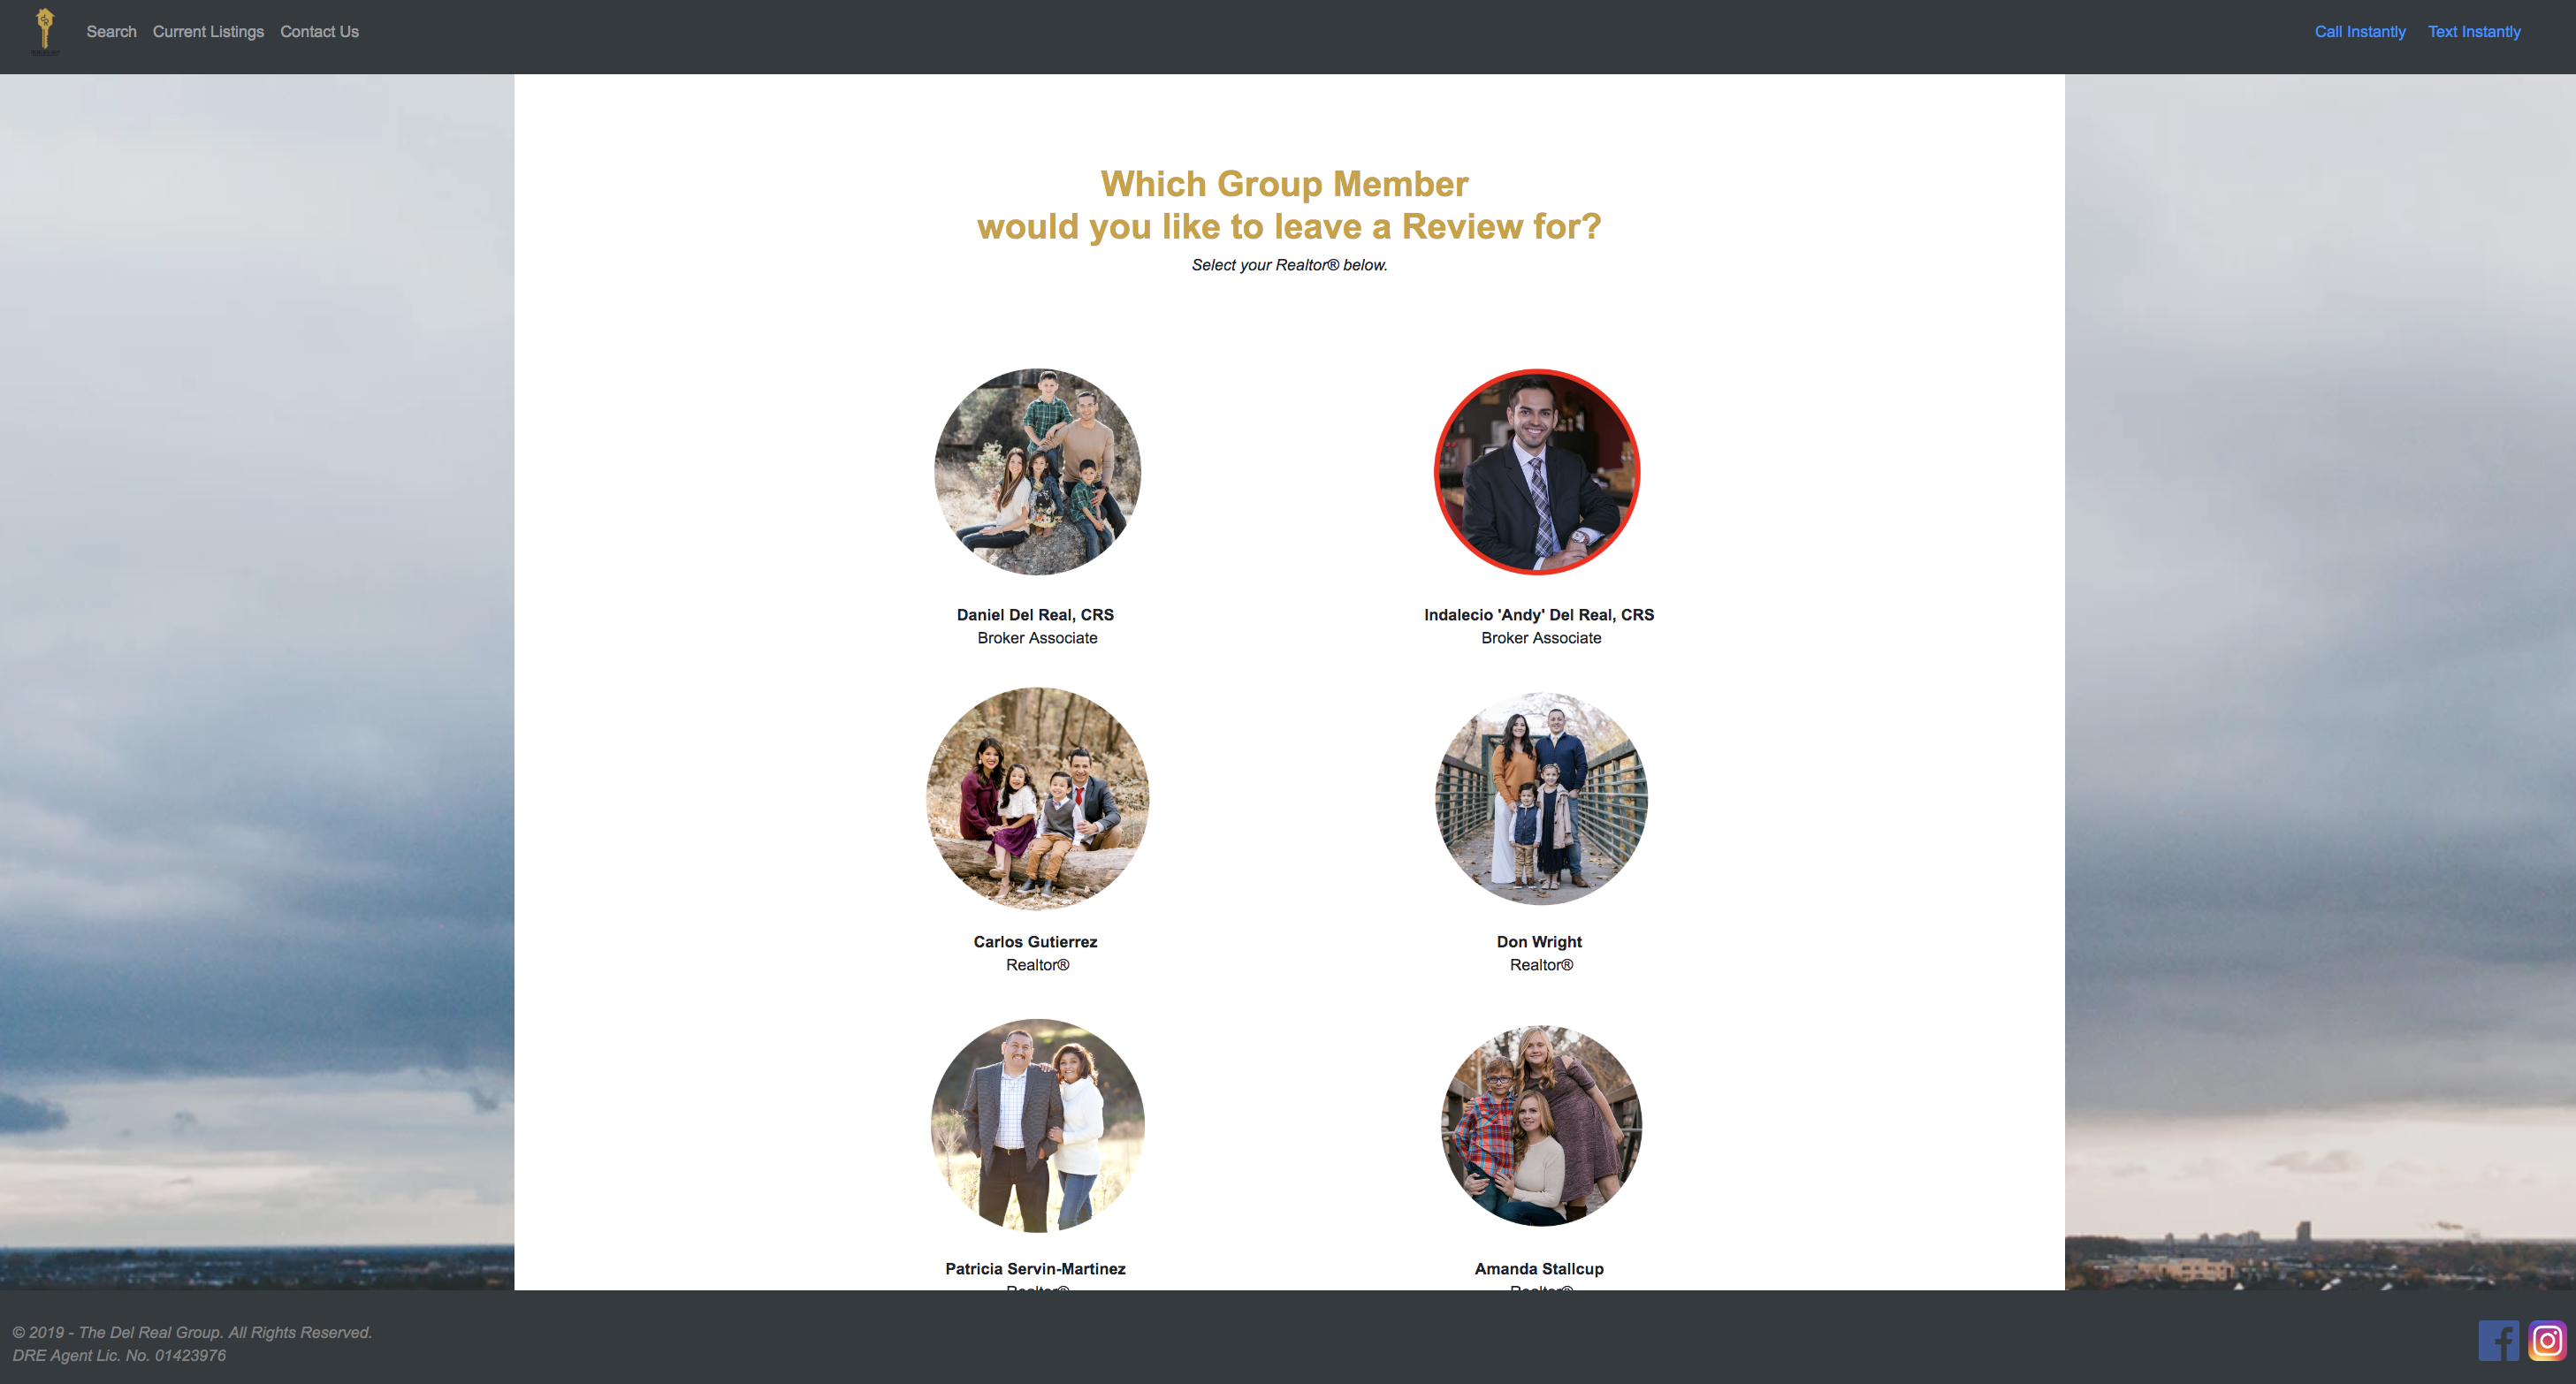 Search Current Listings Contact Us
Call Instantly Text Instantly
Which Group Member
would you like to leave a Review for?
Select your Realtor® below.
Daniel Del Real, CRS
Broker Associate
Indalecio 'Andy' Del Real, CRS
Broker Associate
Carlos Gutierrez
Realtor®
Don Wright
Realtor®
Patricia Servin-Martinez
Realtor®
Amanda Stallcup
Realtor®
© 2019 - The Del Real Group. All Rights Reserved.
DRE Agent Lic. No. 01423976